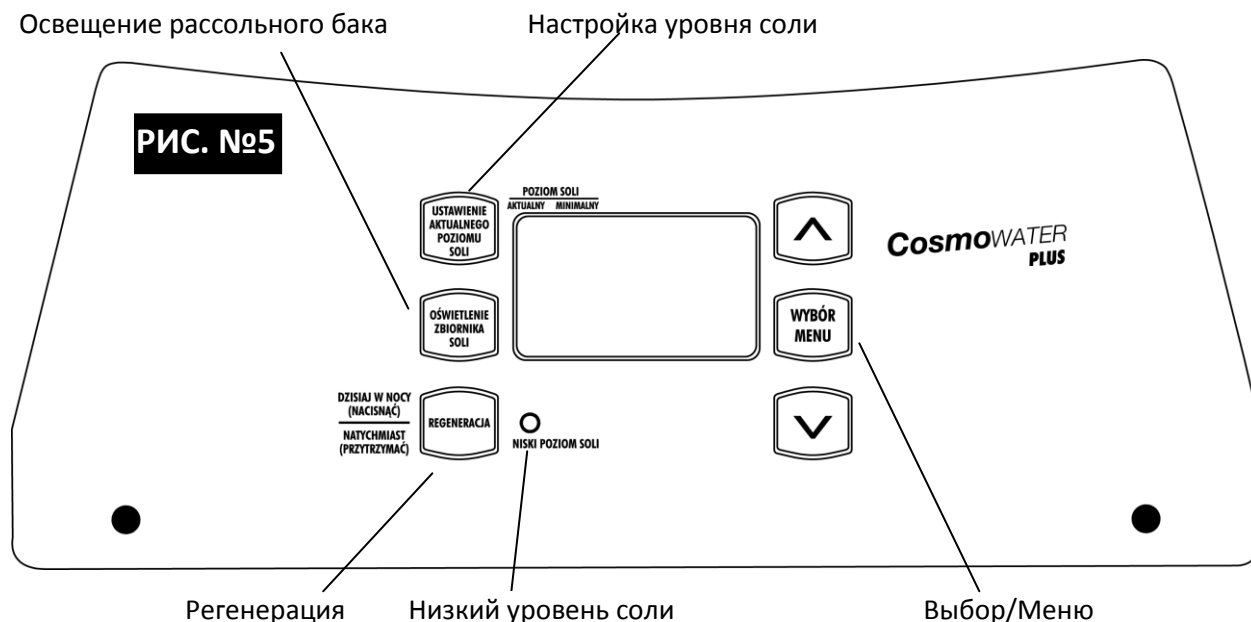 Освещение рассольного бака
Настройка уровня соли
РИС. №5
USTAWIENIE
AKTUALNEGO
POZIOMU
SOLI
POZIOM SOLI
AKTUALNY MINIMALNY
CosmoWATER
PLUS
OŚWIETLENIE
ZBIORNIKA
SOLI
WYBÓR
MENU
DZISIAJ W NOCY
(NACISNĄĆ)
NATYCHMIAST
(PRZYTRZYMAĆ)
REGENERACJA
NISKI POZIOM SOLI
Регенерация
Низкий уровень соли
Выбор/Меню